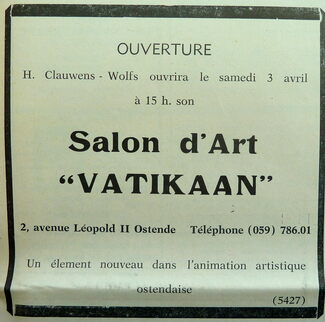 OUVERTURE
H. Clauwens - Wolfs ouvrira le samedi 3 avril
à 15 h. son
Salon d'Art
“VATIKAAN”
2, avenue Léopold II Ostende Téléphone (059) 786.01
Un élement nouveau dans l'animation artistique
ostendaise
(5427)